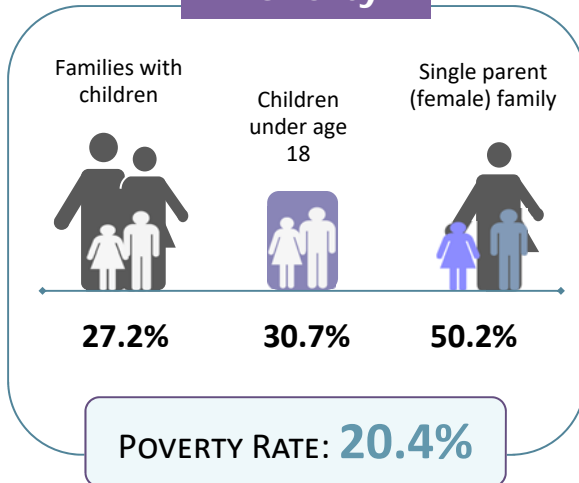 Families with
children
Children
under age
18
Single parent
(female) family
27.2%
30.7%
50.2%
POVERTY RATE: 20.4%